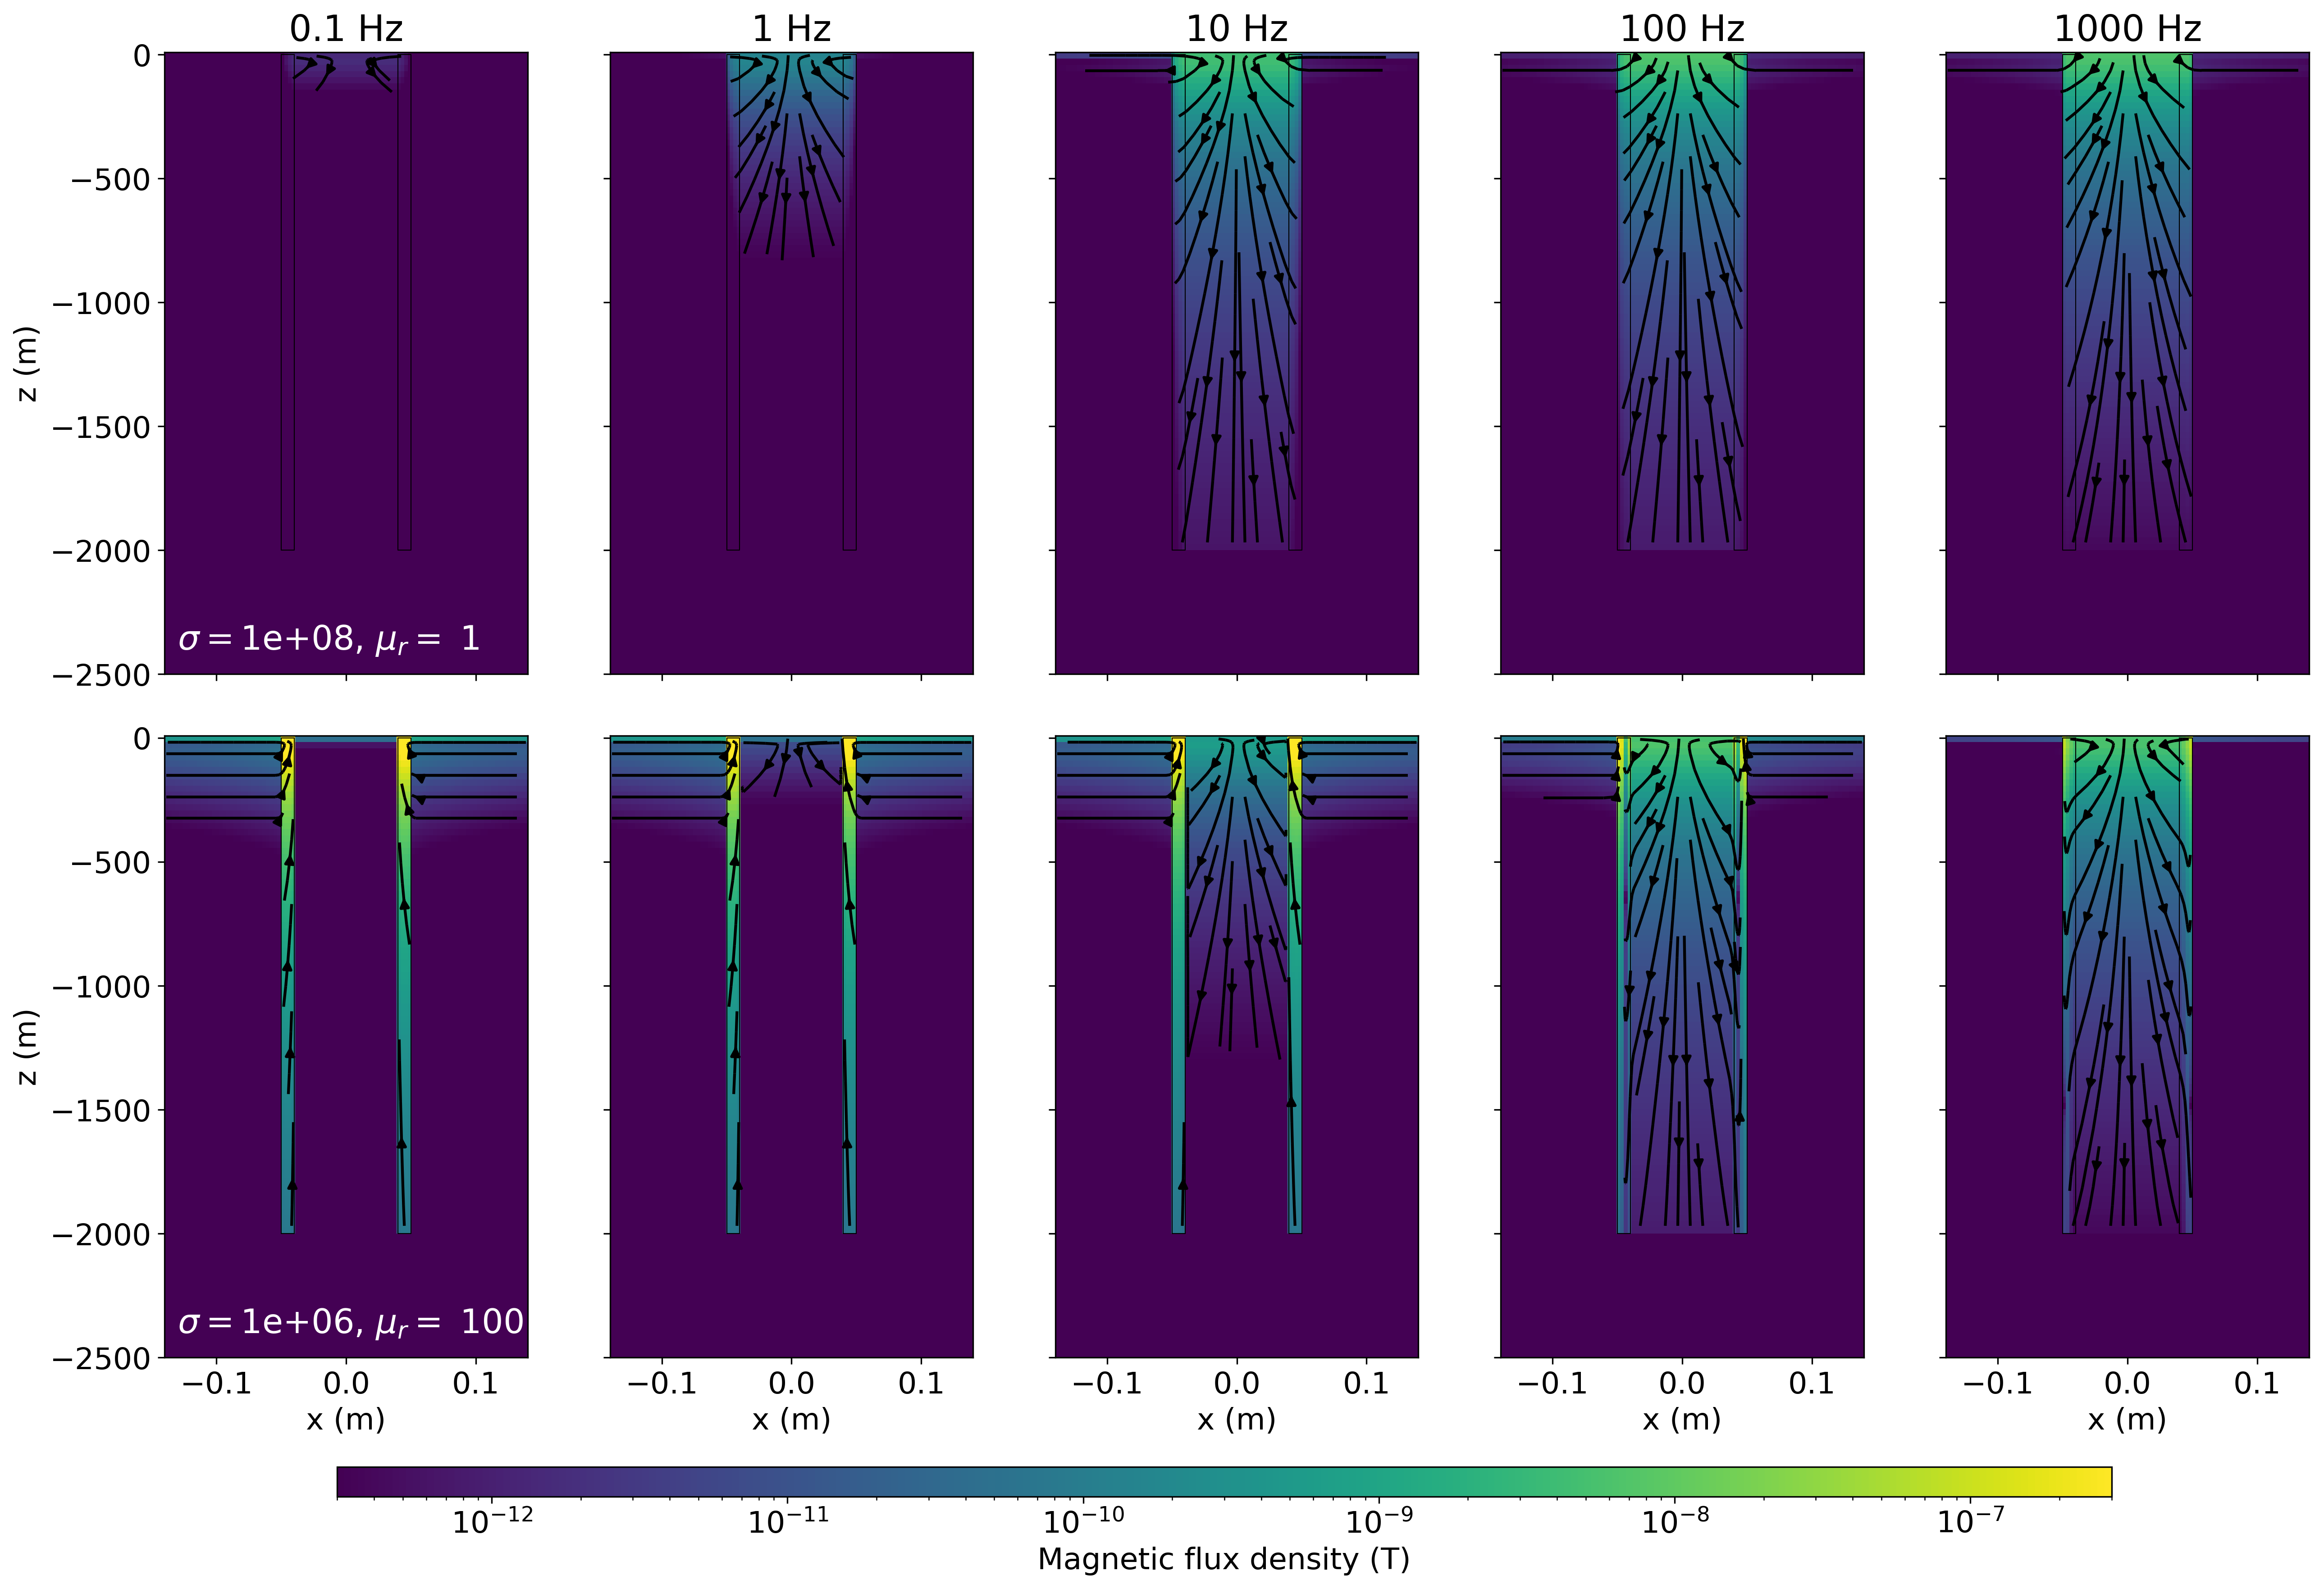 0.1 Hz
1 Hz
10 Hz
100 Hz
1000 Hz
0
−500
−1000
−1500
−2000
−2500
z (m)
σ = 1e+08, μᵣ = 1
0
−500
−1000
−1500
−2000
−2500
z (m)
σ = 1e+06, μᵣ = 100
−0.1 0.0 0.1
−0.1 0.0 0.1
−0.1 0.0 0.1
−0.1 0.0 0.1
−0.1 0.0 0.1
x (m)
x (m)
x (m)
x (m)
x (m)
10⁻¹² 10⁻¹¹ 10⁻¹⁰ 10⁻⁹ 10⁻⁸ 10⁻⁷
Magnetic flux density (T)